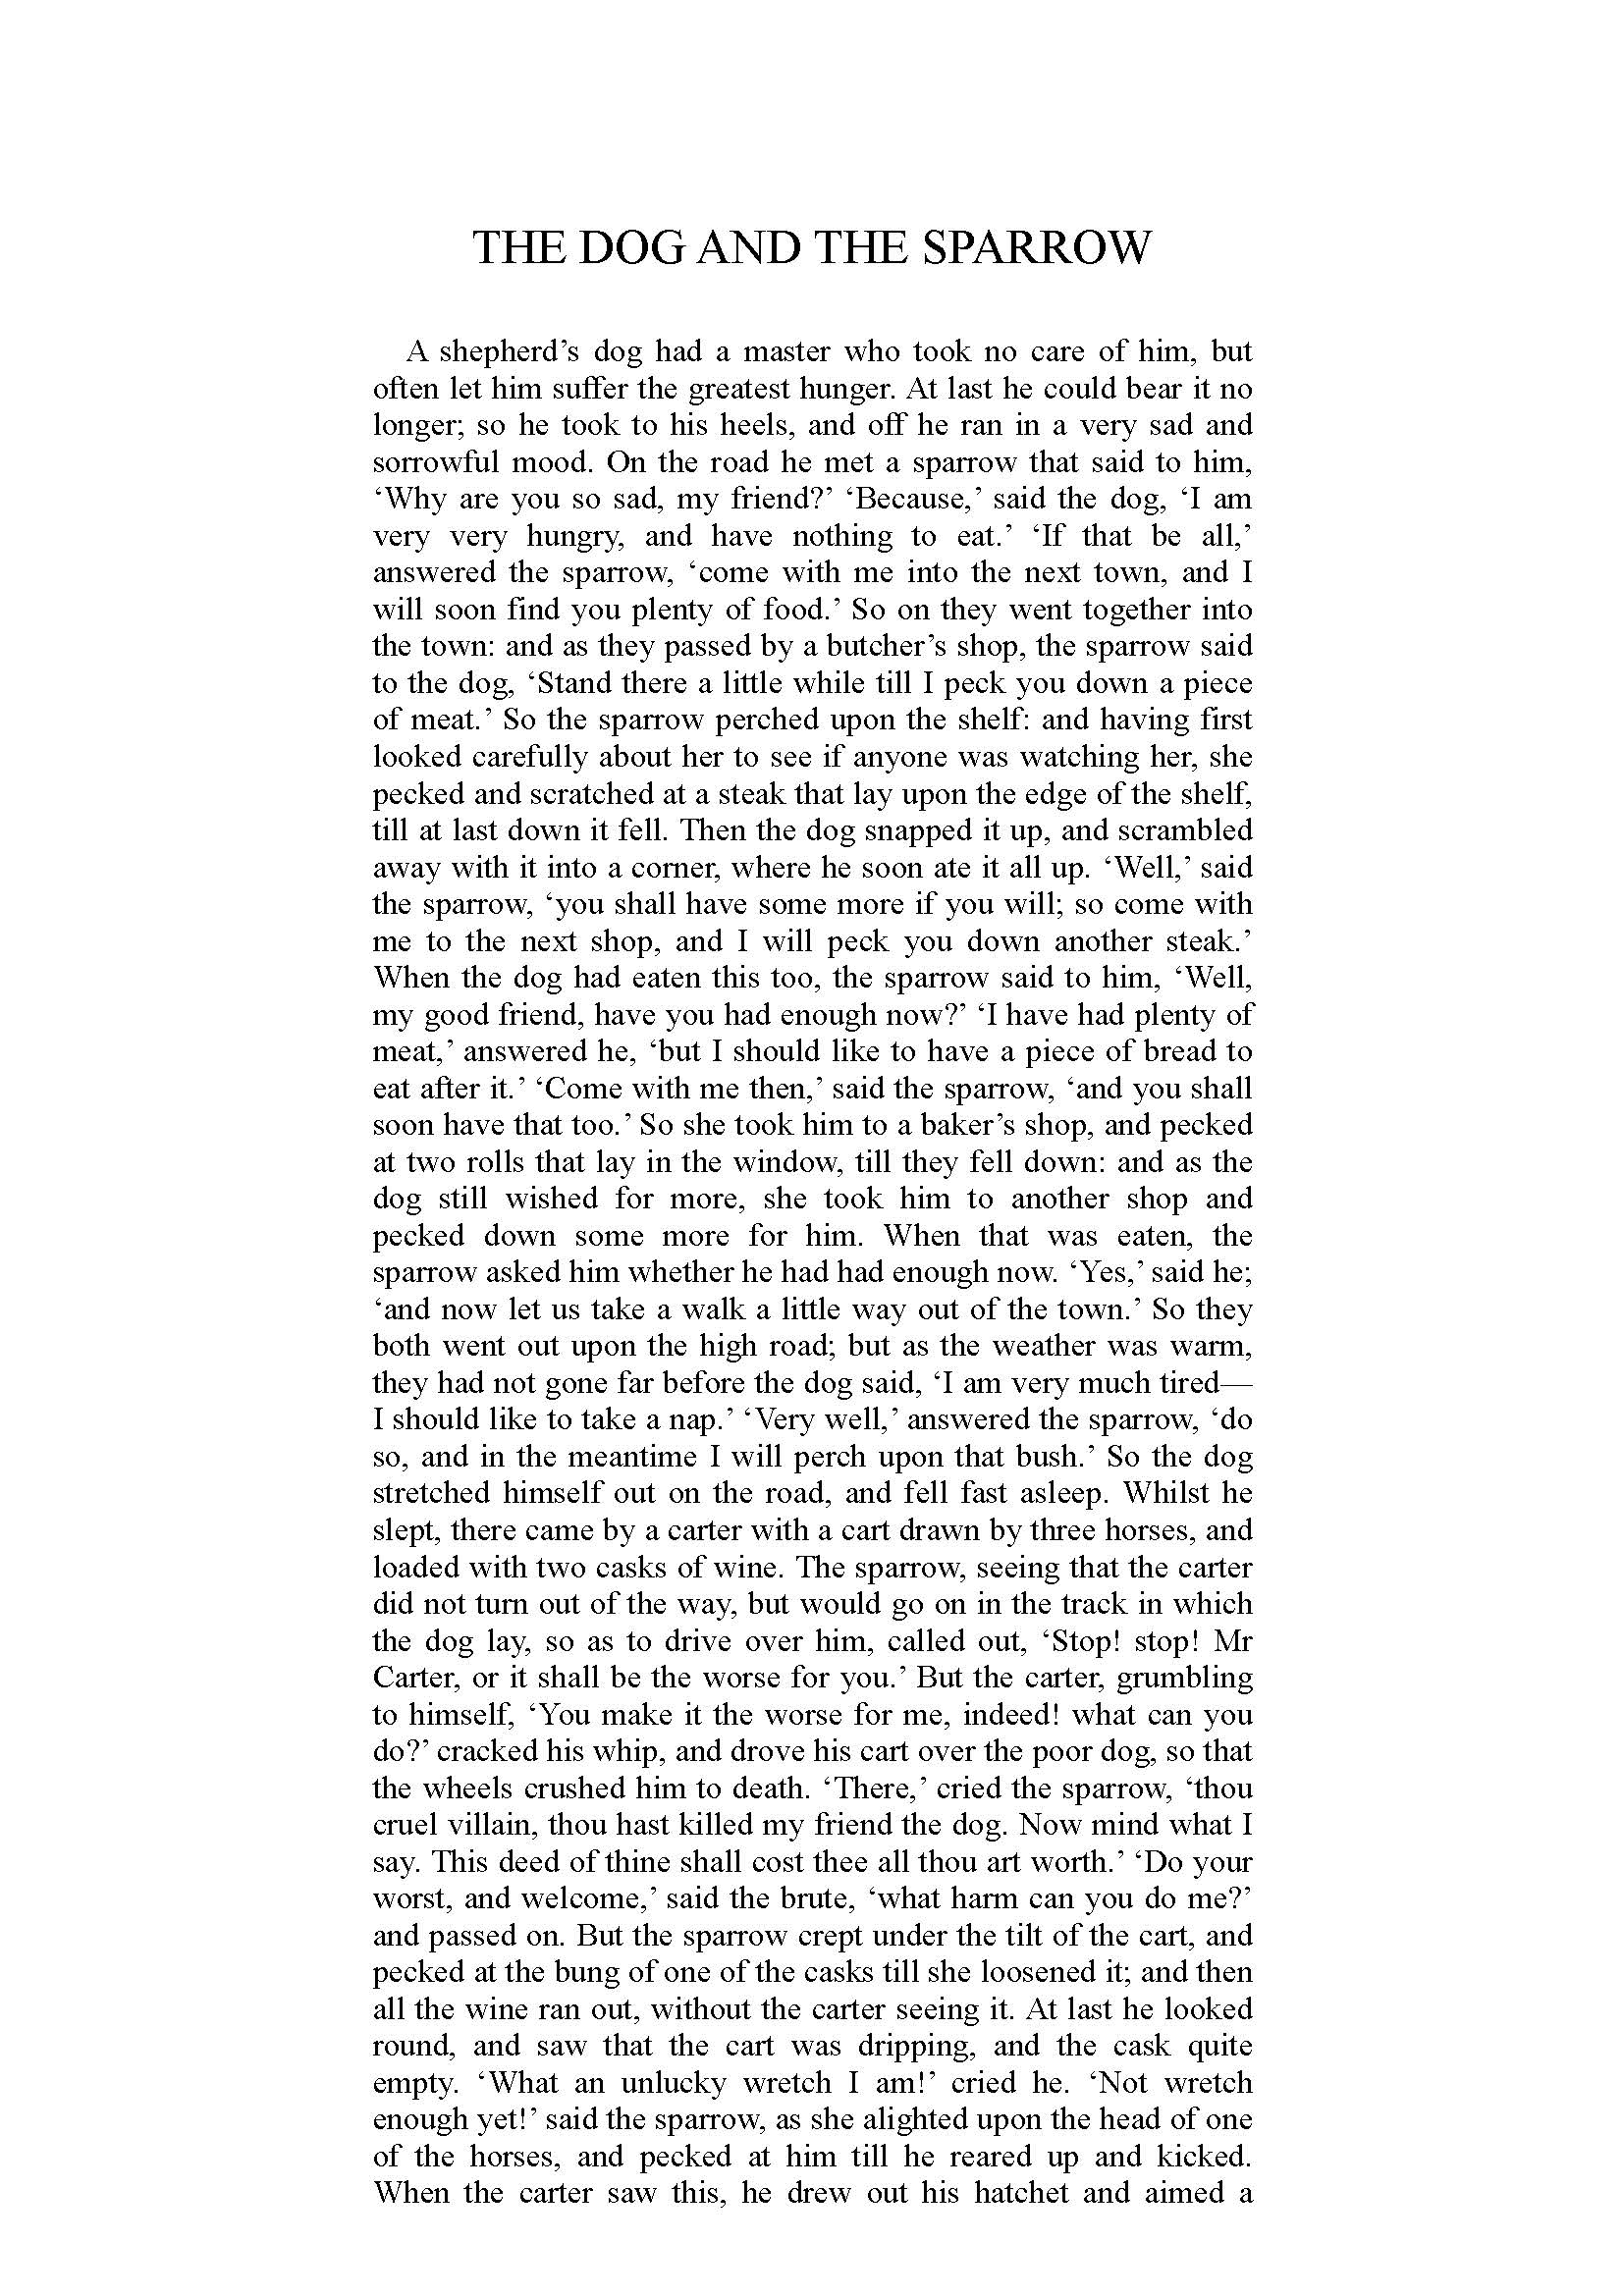 THE DOG AND THE SPARROW
A shepherd’s dog had a master who took no care of him, but
often let him suffer the greatest hunger. At last he could bear it no
longer; so he took to his heels, and off he ran in a very sad and
sorrowful mood. On the road he met a sparrow that said to him,
‘Why are you so sad, my friend?’ ‘Because,’ said the dog, ‘I am
very very hungry, and have nothing to eat.’ ‘If that be all,’
answered the sparrow, ‘come with me into the next town, and I
will soon find you plenty of food.’ So on they went together into
the town: and as they passed by a butcher’s shop, the sparrow said
to the dog, ‘Stand there a little while till I peck you down a piece
of meat.’ So the sparrow perched upon the shelf: and having first
looked carefully about her to see if anyone was watching her, she
pecked and scratched at a steak that lay upon the edge of the shelf,
till at last down it fell. Then the dog snapped it up, and scrambled
away with it into a corner, where he soon ate it all up. ‘Well,’ said
the sparrow, ‘you shall have some more if you will; so come with
me to the next shop, and I will peck you down another steak.’
When the dog had eaten this too, the sparrow said to him, ‘Well,
my good friend, have you had enough now?’ ‘I have had plenty of
meat,’ answered he, ‘but I should like to have a piece of bread to
eat after it.’ ‘Come with me then,’ said the sparrow, ‘and you shall
soon have that too.’ So she took him to a baker’s shop, and pecked
at two rolls that lay in the window, till they fell down: and as the
dog still wished for more, she took him to another shop and
pecked down some more for him. When that was eaten, the
sparrow asked him whether he had had enough now. ‘Yes,’ said he;
‘and now let us take a walk a little way out of the town.’ So they
both went out upon the high road; but as the weather was warm,
they had not gone far before the dog said, ‘I am very much tired—
I should like to take a nap.’ ‘Very well,’ answered the sparrow, ‘do
so, and in the meantime I will perch upon that bush.’ So the dog
stretched himself out on the road, and fell fast asleep. Whilst he
slept, there came by a carter with a cart drawn by three horses, and
loaded with two casks of wine. The sparrow, seeing that the carter
did not turn out of the way, but would go on in the track in which
the dog lay, so as to drive over him, called out, ‘Stop! stop! Mr
Carter, or it shall be the worse for you.’ But the carter, grumbling
to himself, ‘You make it the worse for me, indeed! what can you
do?’ cracked his whip, and drove his cart over the poor dog, so that
the wheels crushed him to death. ‘There,’ cried the sparrow, ‘thou
cruel villain, thou hast killed my friend the dog. Now mind what I
say. This deed of thine shall cost thee all thou art worth.’ ‘Do your
worst, and welcome,’ said the brute, ‘what harm can you do me?’
and passed on. But the sparrow crept under the tilt of the cart, and
pecked at the bung of one of the casks till she loosened it; and then
all the wine ran out, without the carter seeing it. At last he looked
round, and saw that the cart was dripping, and the cask quite
empty. ‘What an unlucky wretch I am!’ cried he. ‘Not wretch
enough yet!’ said the sparrow, as she alighted upon the head of one
of the horses, and pecked at him till he reared up and kicked.
When the carter saw this, he drew out his hatchet and aimed a